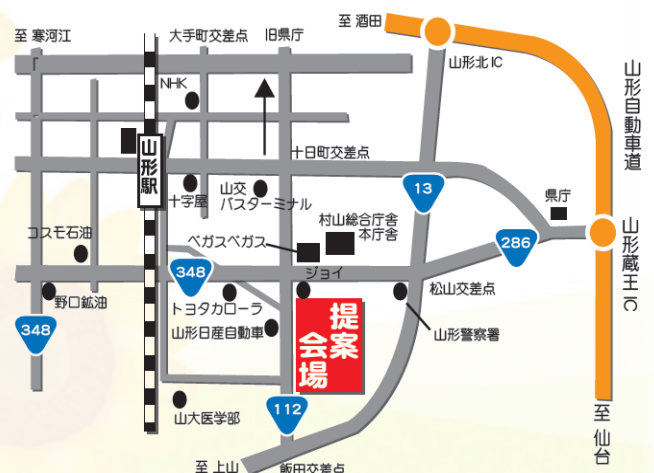 至 酒田
至 寒河江
大手町交差点
旧県庁
山形北IC
山形自動車道
NHK
山形駅
十日町交差点
13
十字屋
山交
バスターミナル
県庁
村山総合庁舎
本庁舎
コスモ石油
ベガスベガス
286
山形蔵王IC
348
ジョイ
松山交差点
野口鉱油
トヨタカローラ
提案
会場
348
山形日産自動車
山形警察署
山大医学部
112
至 仙台
至 上山
飯田交差点